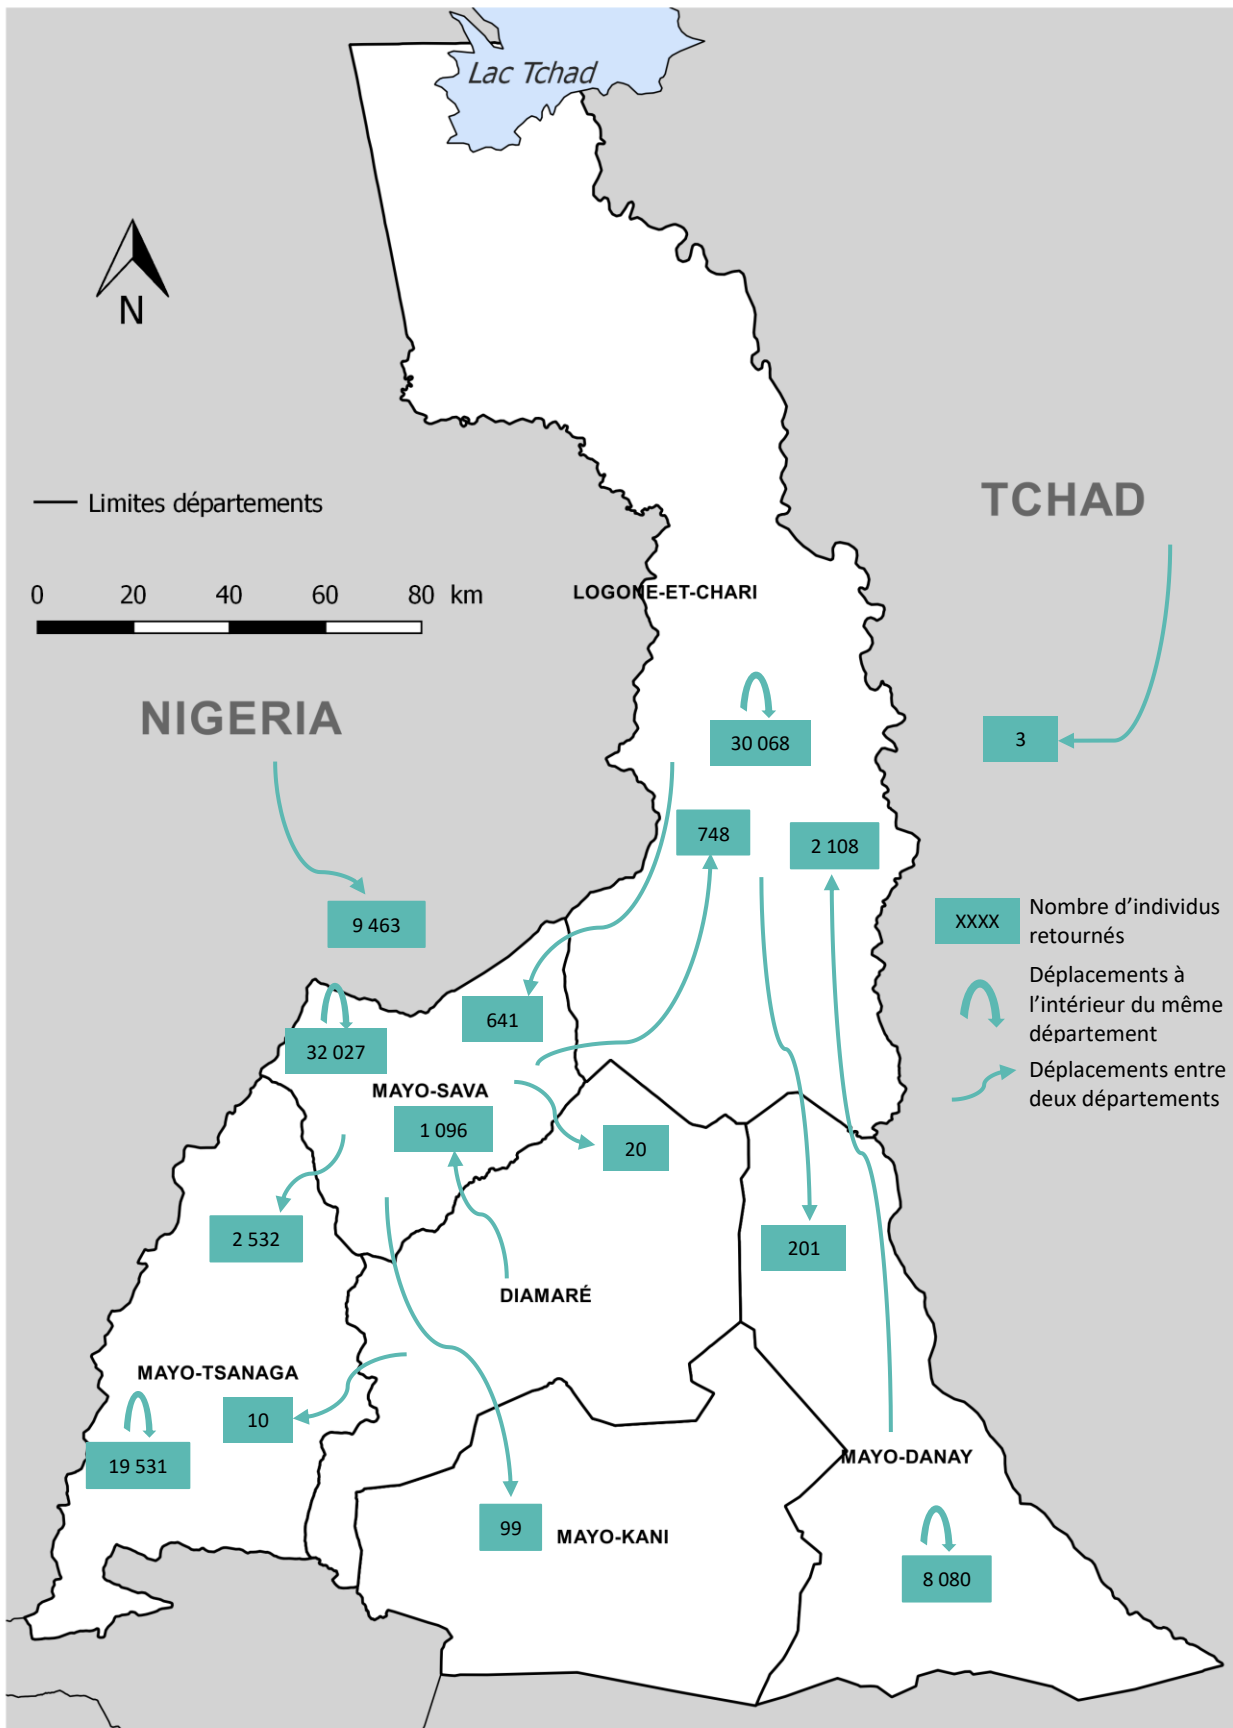 Lac Tchad
N
Limites départements
TCHAD
0 20 40 60 80 km
LOGONE-ET-CHARI
NIGERIA
30 068
3
748
2 108
9 463
XXXX
Nombre d’individus
retournés
Déplacements à
l’intérieur du même
département
Déplacements entre
deux départements
641
32 027
MAYO-SAVA
1 096
20
2 532
201
DIAMARÉ
MAYO-TSANAGA
10
19 531
MAYO-DANAY
99
MAYO-KANI
8 080